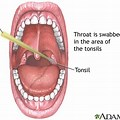 Throat is swabbed
in the area of
the tonsils
Tonsil
ADAM